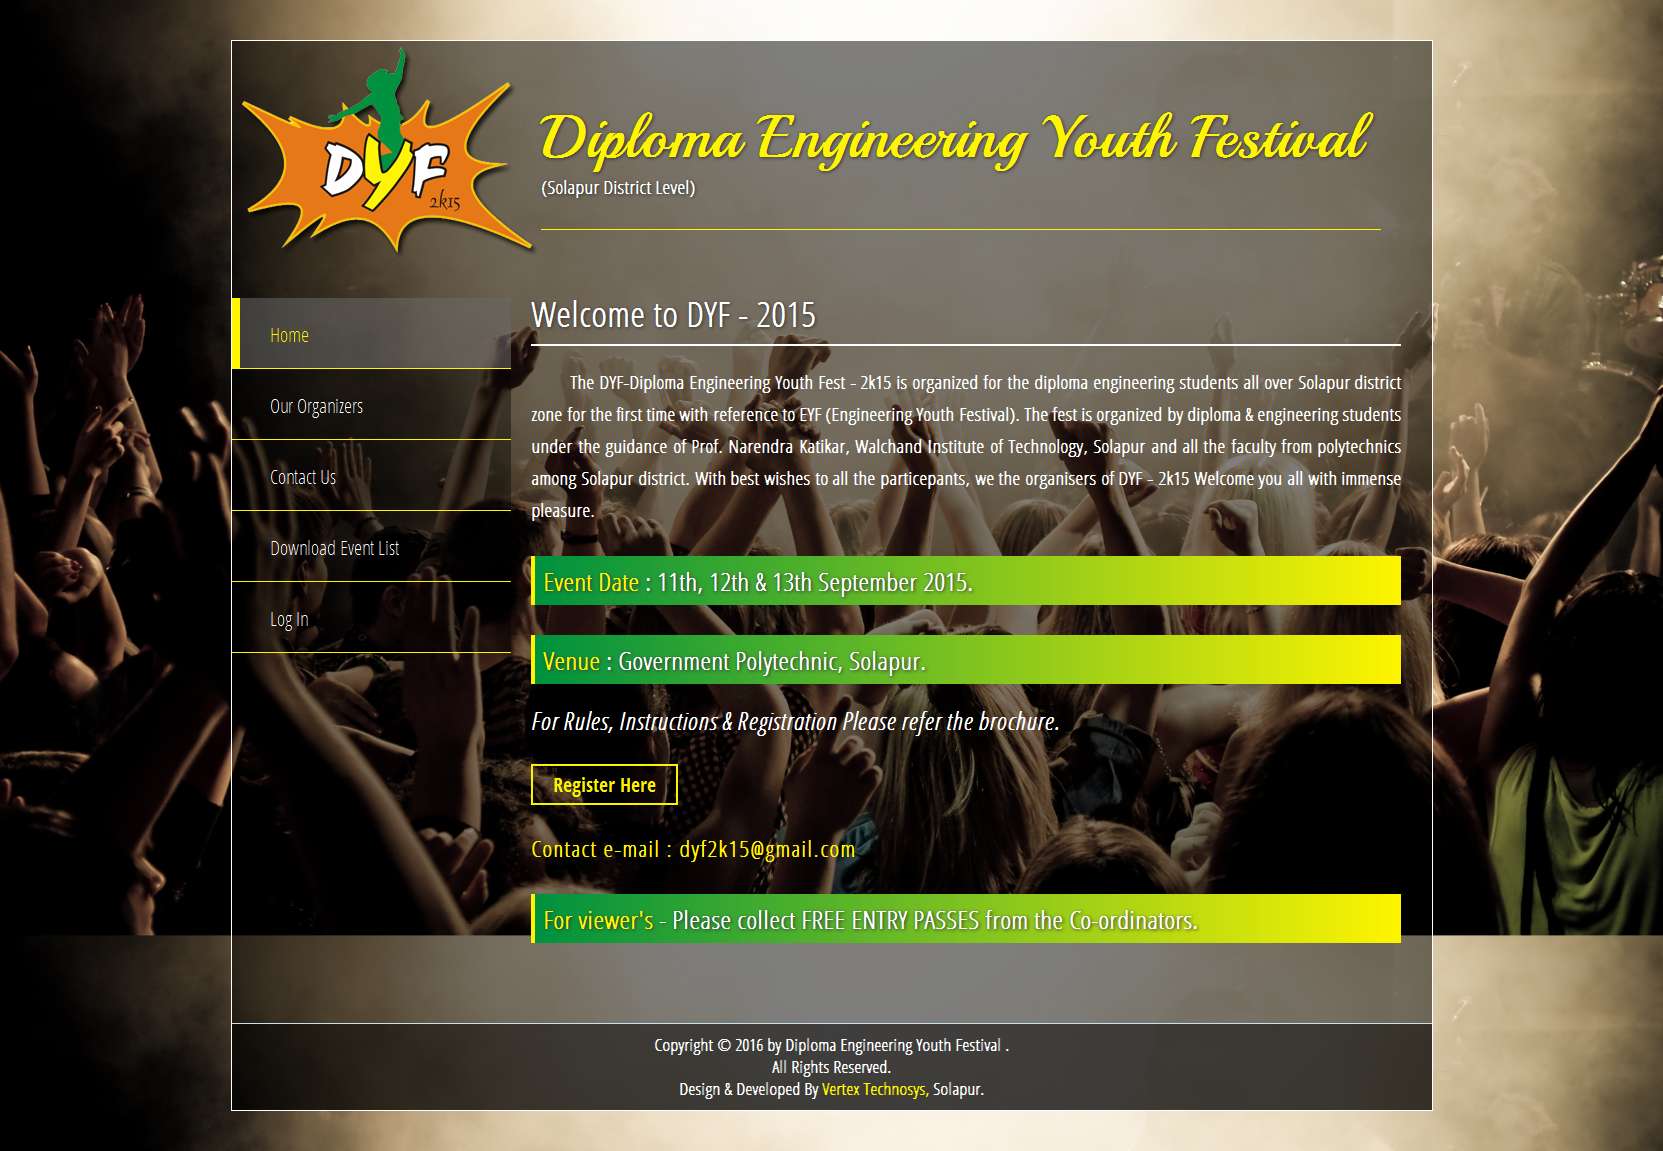 DYF
2k15
Diploma Engineering Youth Festival
(Solapur District Level)
Home
Our Organizers
Contact Us
Download Event List
Log In
Welcome to DYF - 2015
The DYF-Diploma Engineering Youth Fest - 2k15 is organized for the diploma engineering students all over Solapur district
zone for the first time with reference to EYF (Engineering Youth Festival). The fest is organized by diploma & engineering students
under the guidance of Prof. Narendra Katikar, Walchand Institute of Technology, Solapur and all the faculty from polytechnics
among Solapur district. With best wishes to all the particepants, we the organisers of DYF - 2k15 Welcome you all with immense
pleasure.
Event Date : 11th, 12th & 13th September 2015.
Venue : Government Polytechnic, Solapur.
For Rules, Instructions & Registration Please refer the brochure.
Register Here
Contact e-mail : dyf2k15@gmail.com
For viewer's - Please collect FREE ENTRY PASSES from the Co-ordinators.
Copyright © 2016 by Diploma Engineering Youth Festival .
All Rights Reserved.
Design & Developed By Vertex Technosys, Solapur.